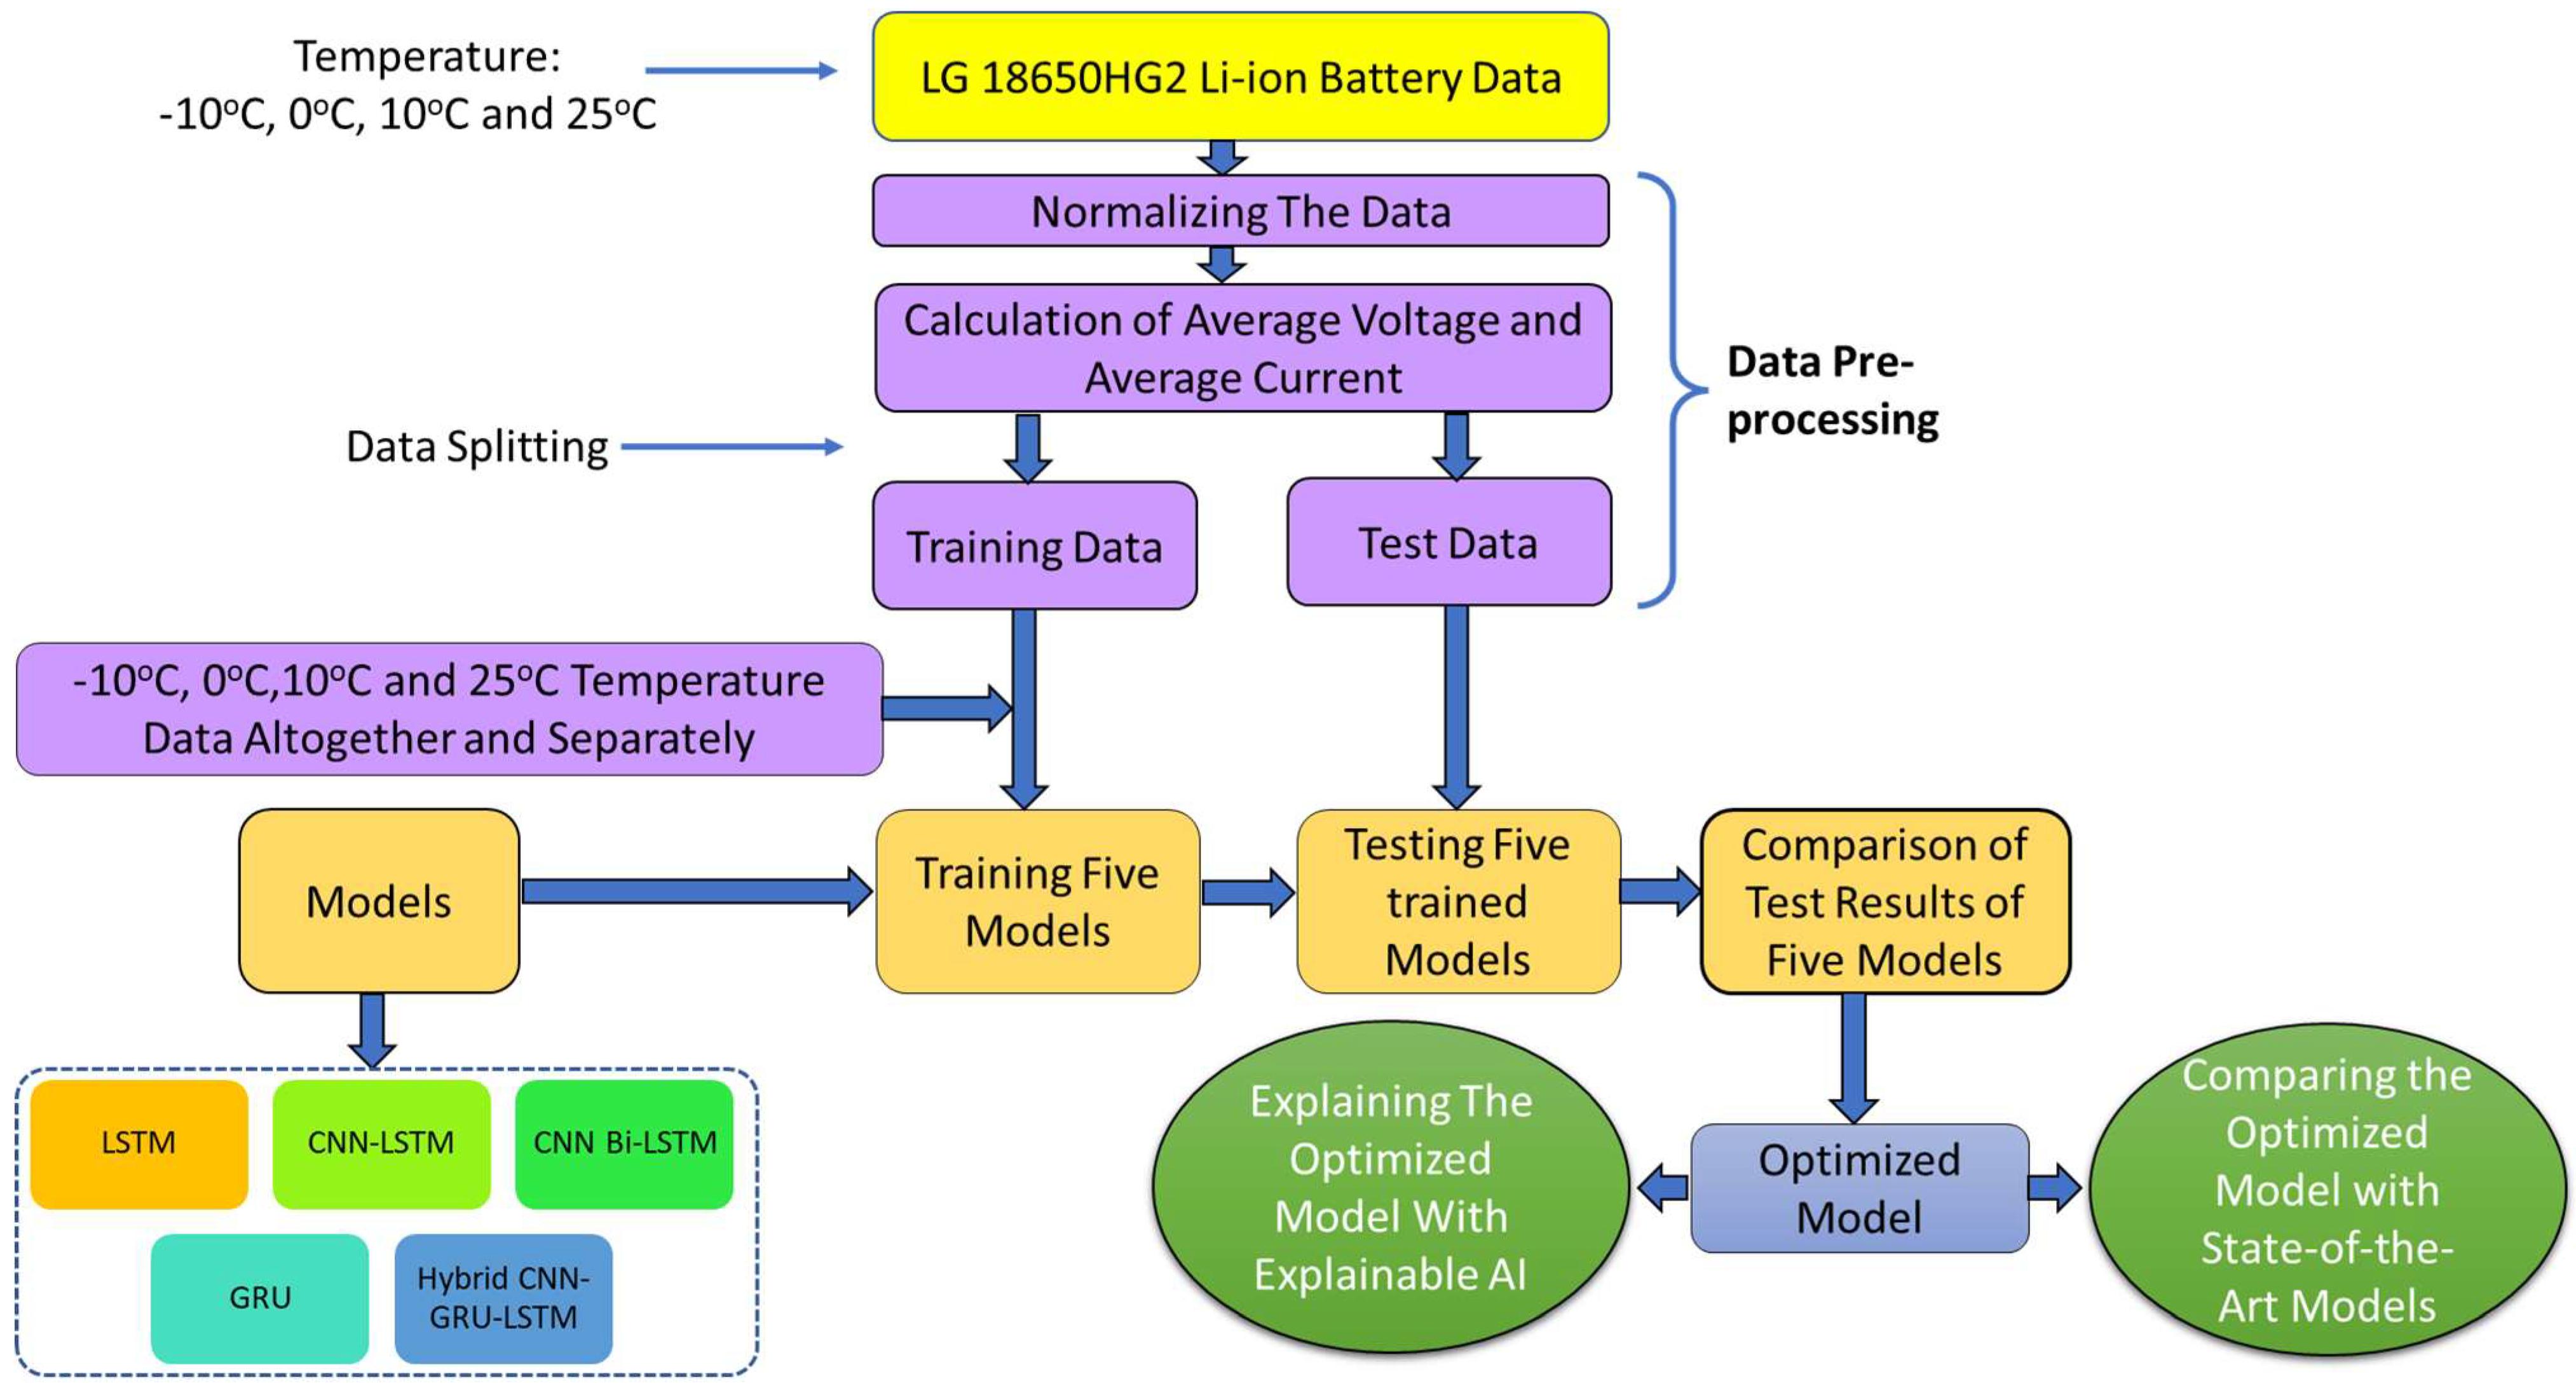 Temperature:
-10°C, 0°C, 10°C and 25°C
LG 18650HG2 Li-ion Battery Data
Normalizing The Data
Calculation of Average Voltage and
Average Current
Data Pre-
processing
Data Splitting
Training Data
Test Data
-10°C, 0°C,10°C and 25°C Temperature
Data Altogether and Separately
Models
Training Five
Models
Testing Five
trained
Models
Comparison of
Test Results of
Five Models
LSTM
CNN-LSTM
CNN Bi-LSTM
GRU
Hybrid CNN-
GRU-LSTM
Explaining The
Optimized
Model With
Explainable AI
Optimized
Model
Comparing the
Optimized
Model with
State-of-the-
Art Models